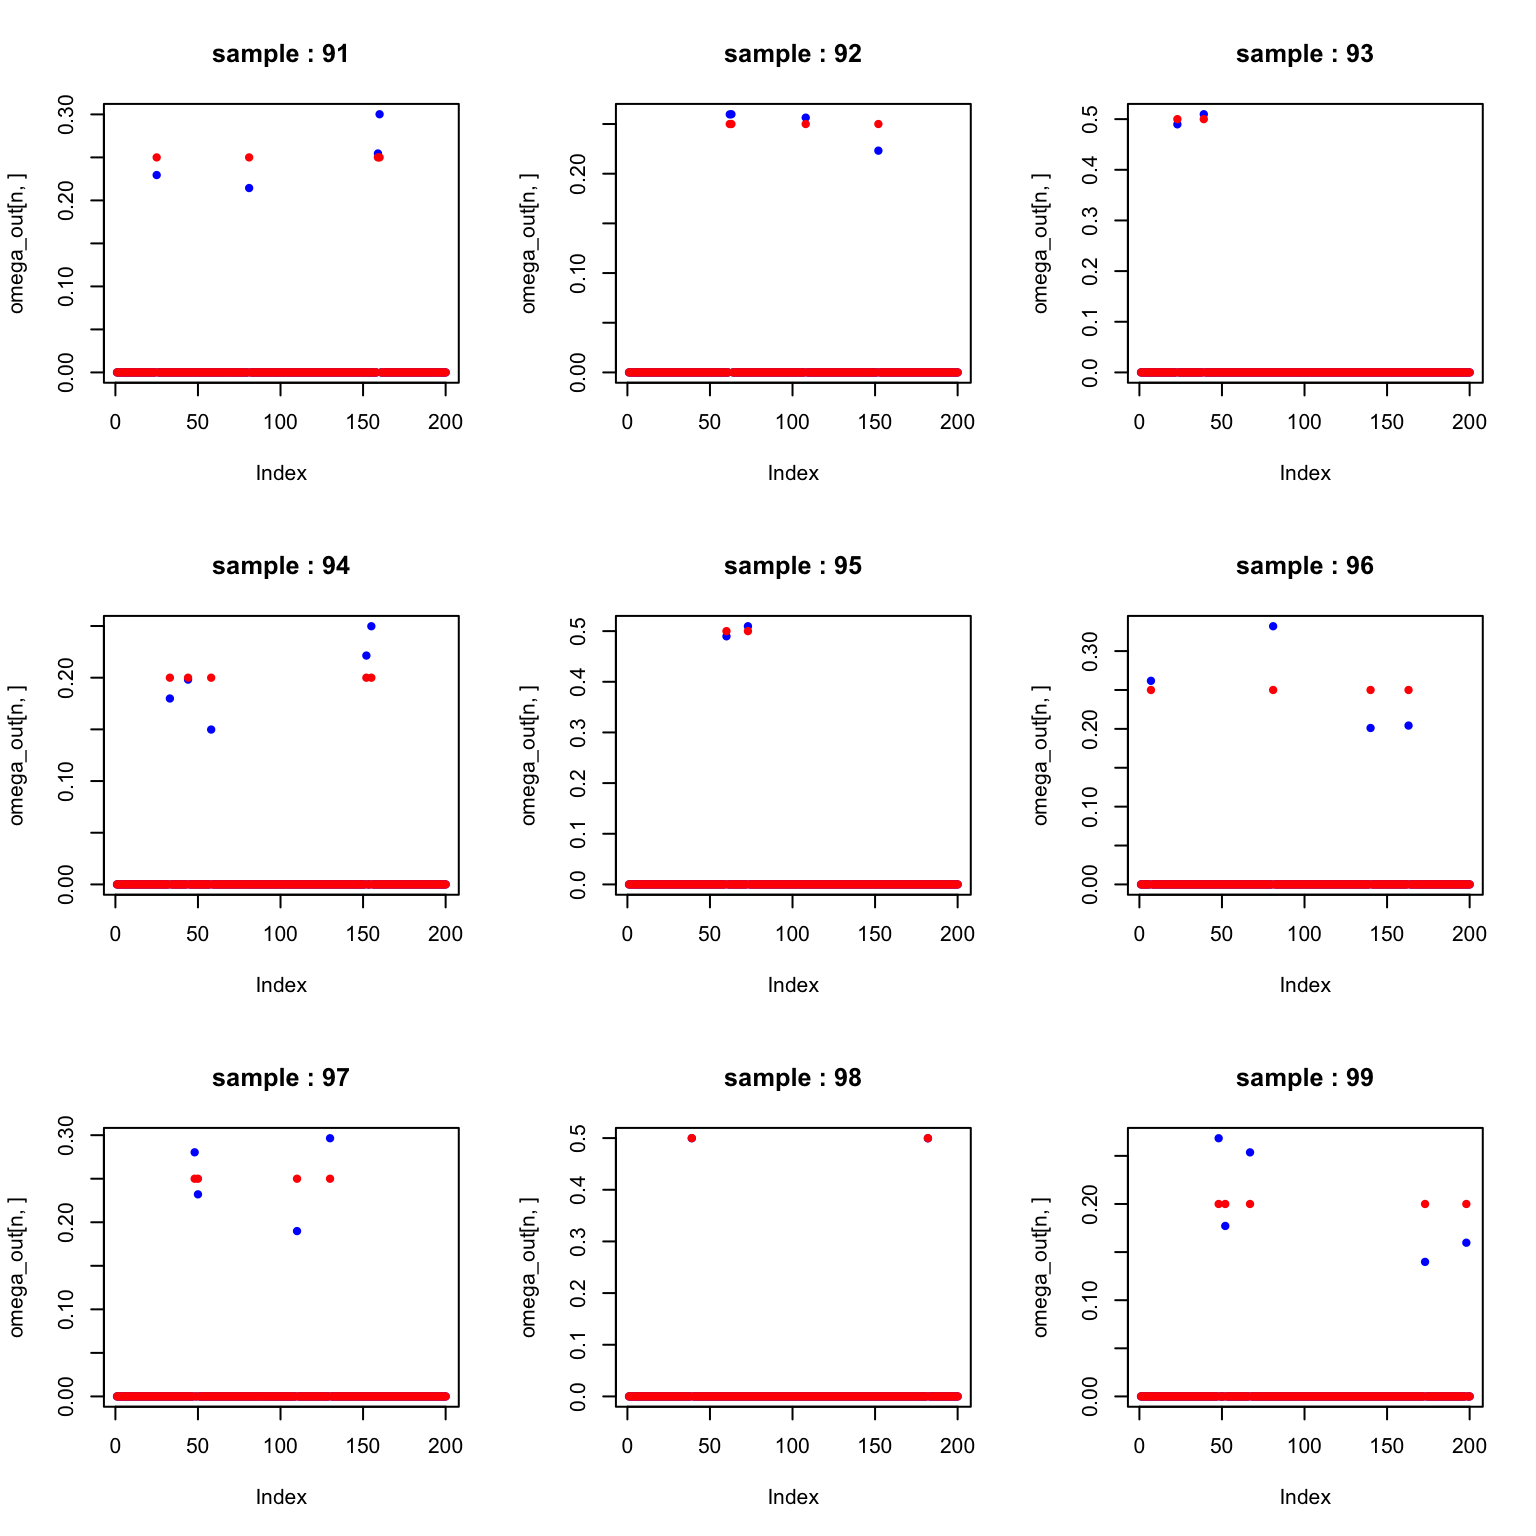 sample : 91
omega_out[n, ]
0.00 0.10 0.20 0.30
0 50 100 150 200
Index
sample : 92
omega_out[n, ]
0.00 0.10 0.20
0 50 100 150 200
Index
sample : 93
omega_out[n, ]
0.0 0.1 0.2 0.3 0.4 0.5
0 50 100 150 200
Index
sample : 94
omega_out[n, ]
0.00 0.10 0.20
0 50 100 150 200
Index
sample : 95
omega_out[n, ]
0.0 0.1 0.2 0.3 0.4 0.5
0 50 100 150 200
Index
sample : 96
omega_out[n, ]
0.00 0.10 0.20 0.30
0 50 100 150 200
Index
sample : 97
omega_out[n, ]
0.00 0.10 0.20 0.30
0 50 100 150 200
Index
sample : 98
omega_out[n, ]
0.0 0.1 0.2 0.3 0.4 0.5
0 50 100 150 200
Index
sample : 99
omega_out[n, ]
0.00 0.10 0.20
0 50 100 150 200
Index